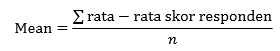 Mean = ∑ rata − rata skor responden / n